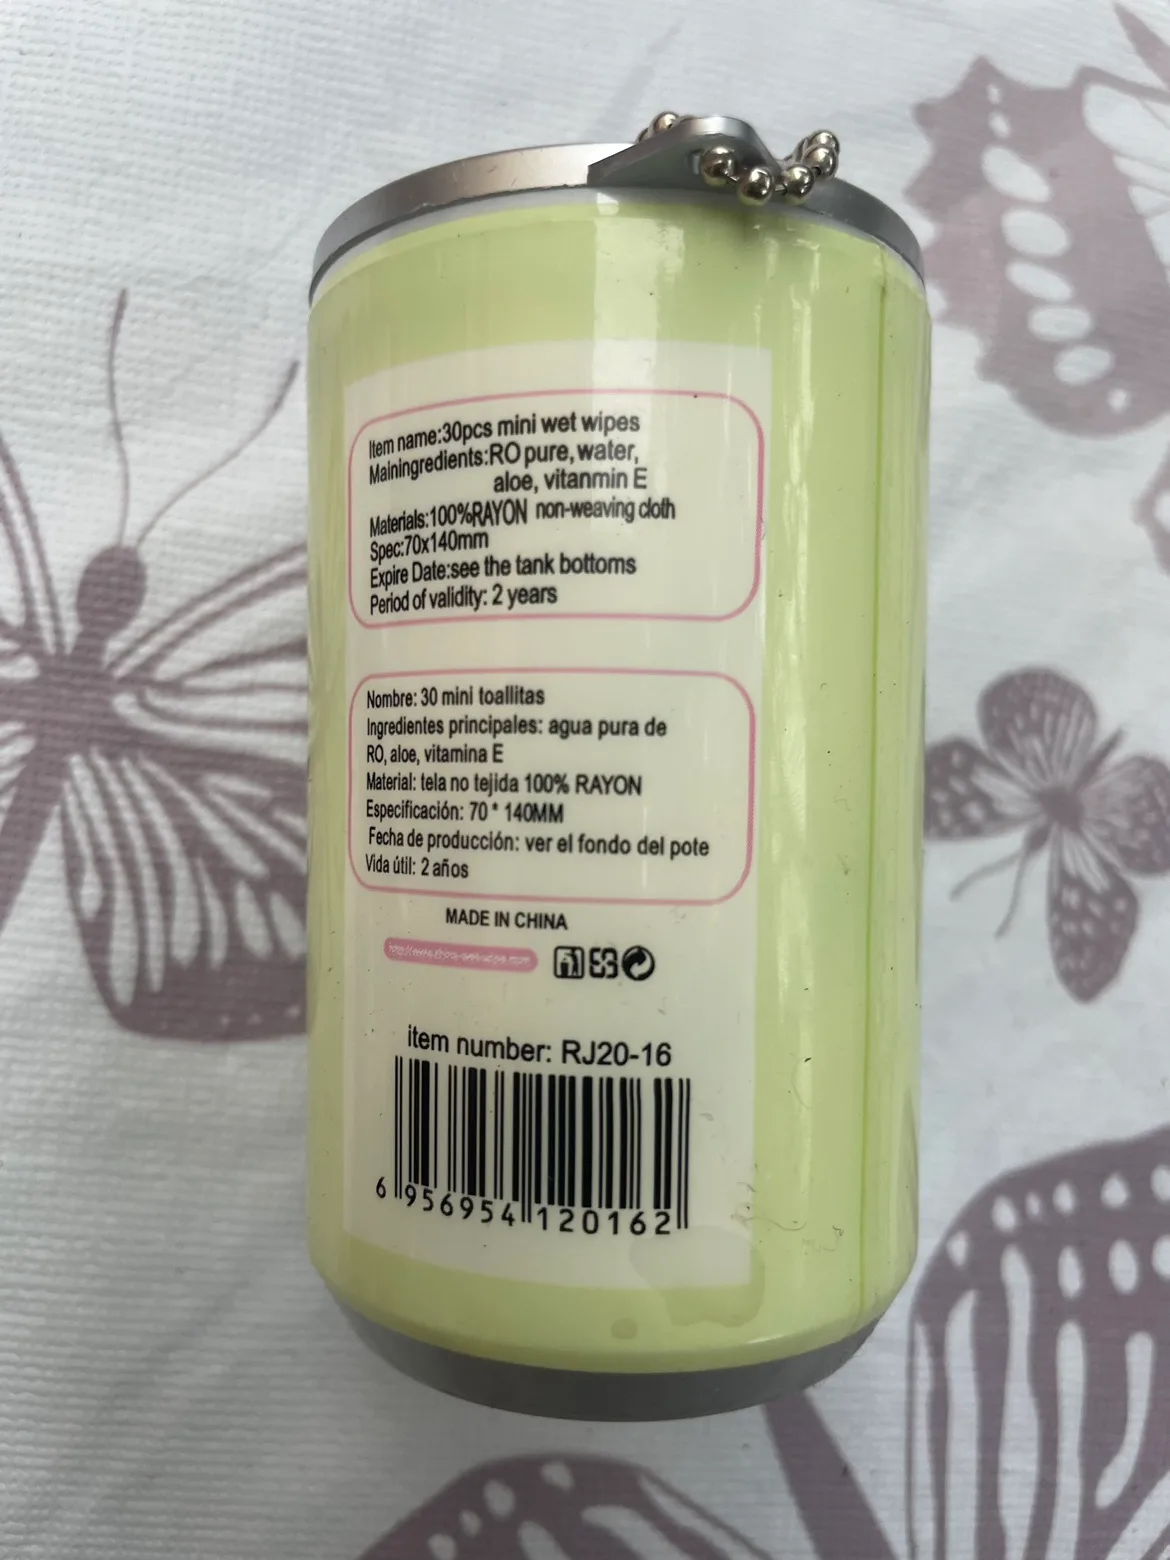 Item name:30pcs mini wet wipes
Mainingredients:RO pure, water,
aloe, vitanmin E
Materials:100%RAYON non-weaving cloth
Spec:70x140mm
Expire Date:see the tank bottoms
Period of validity: 2 years
Nombre: 30 mini toallitas
Ingredientes principales: agua pura de
RO, aloe, vitamina E
Material: tela no tejida 100% RAYON
Especificación: 70 * 140MM
Fecha de producción: ver el fondo del pote
Vida útil: 2 años
MADE IN CHINA
item number: RJ20-16
6 956954 120162